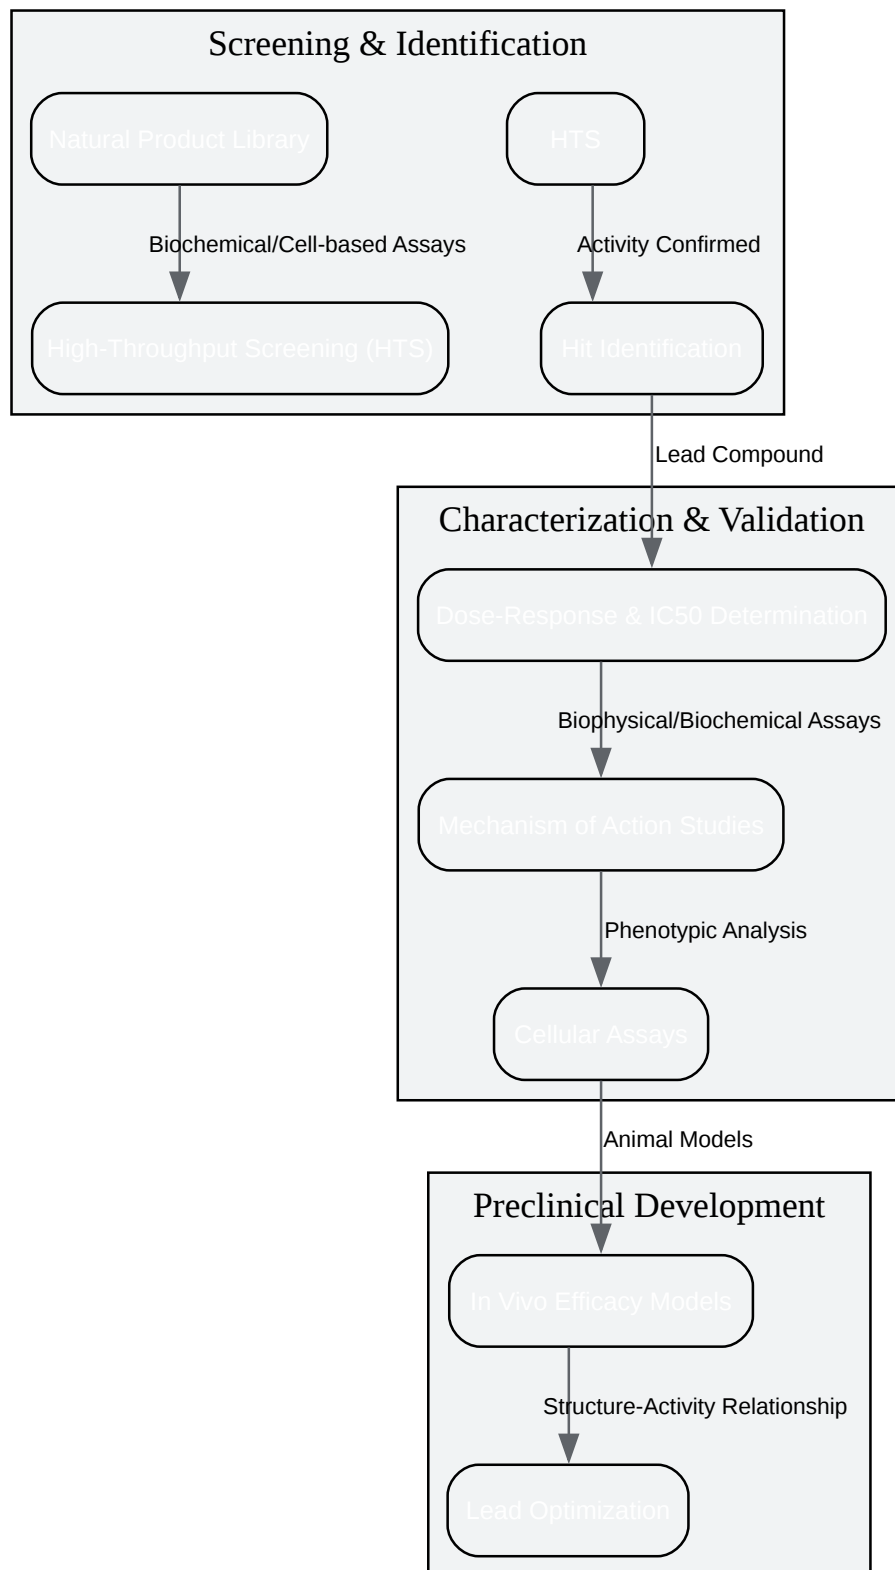 Screening & Identification
Natural Product Library
HTS
Biochemical/Cell-based Assays
Activity Confirmed
High-Throughput Screening (HTS)
Hit Identification
Lead Compound
Characterization & Validation
Dose-Response & IC50 Determination
Biophysical/Biochemical Assays
Mechanism of Action Studies
Phenotypic Analysis
Cellular Assays
Animal Models
Preclinical Development
In Vivo Efficacy Models
Structure-Activity Relationship
Lead Optimization